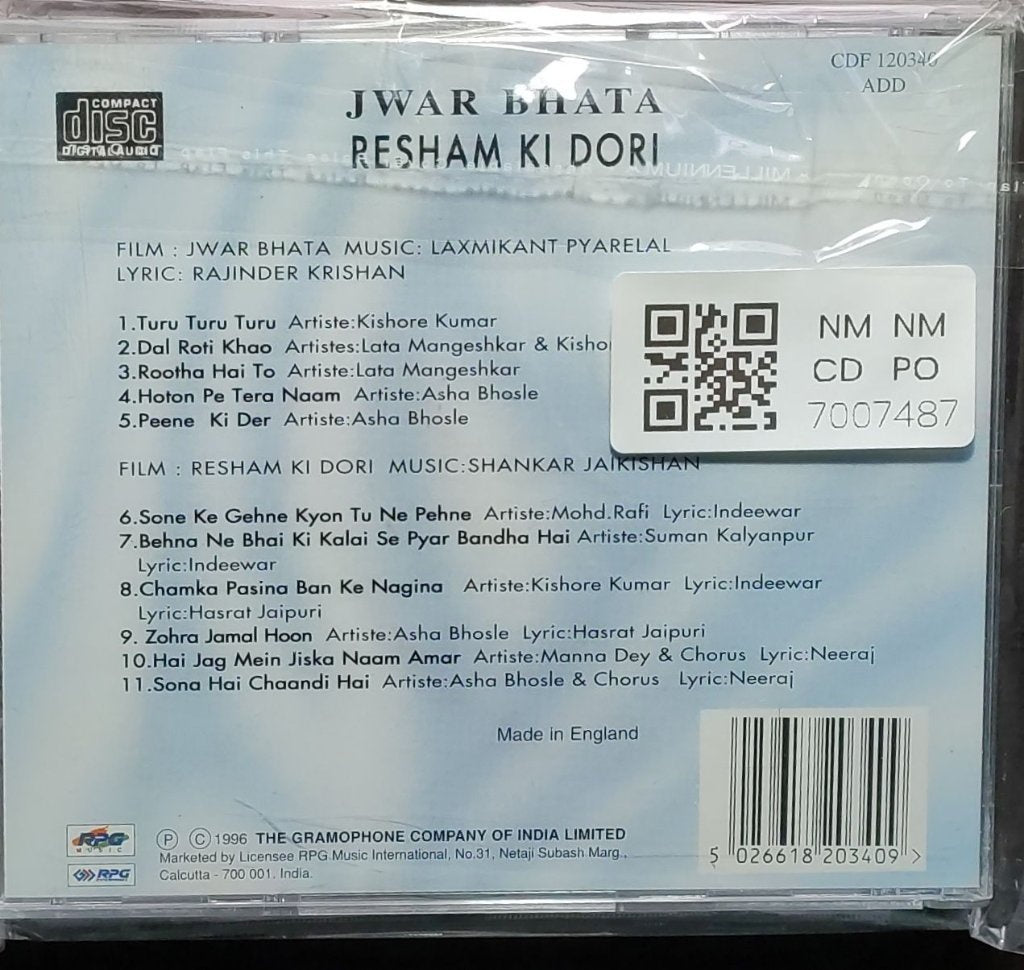 CDF 120340
ADD
COMPACT
disc
DIGITAL AUDIO
JWAR BHATA
RESHAM KI DORI
MILLENNIUM
FILM : JWAR BHATA MUSIC: LAXMIKANT PYARELAL
LYRIC: RAJINDER KRISHAN
1.Turu Turu Turu Artiste:Kishore Kumar
2.Dal Roti Khao Artistes:Lata Mangeshkar & Kisho
3.Rootha Hai To Artiste:Lata Mangeshkar
4.Hoton Pe Tera Naam Artiste:Asha Bhosle
5.Peene Ki Der Artiste:Asha Bhosle
NM NM
CD PO
7007487
FILM : RESHAM KI DORI MUSIC:SHANKAR JAIKISHAN
6.Sone Ke Gehne Kyon Tu Ne Pehne Artiste:Mohd.Rafi Lyric:Indeewar
7.Behna Ne Bhai Ki Kalai Se Pyar Bandha Hai Artiste:Suman Kalyanpur
Lyric:Indeewar
8.Chamka Pasina Ban Ke Nagina Artiste:Kishore Kumar Lyric:Indeewar
Lyric:Hasrat Jaipuri
9. Zohra Jamal Hoon Artiste:Asha Bhosle Lyric:Hasrat Jaipuri
10.Hai Jag Mein Jiska Naam Amar Artiste:Manna Dey & Chorus Lyric:Neeraj
11.Sona Hai Chaandi Hai Artiste:Asha Bhosle & Chorus Lyric:Neeraj
Made in England
RPG
MUSIC
RPG
℗ ©1996 THE GRAMOPHONE COMPANY OF INDIA LIMITED
Marketed by Licensee RPG Music International, No.31, Netaji Subash Marg.,
Calcutta - 700 001. India.
5 026618 203409 >